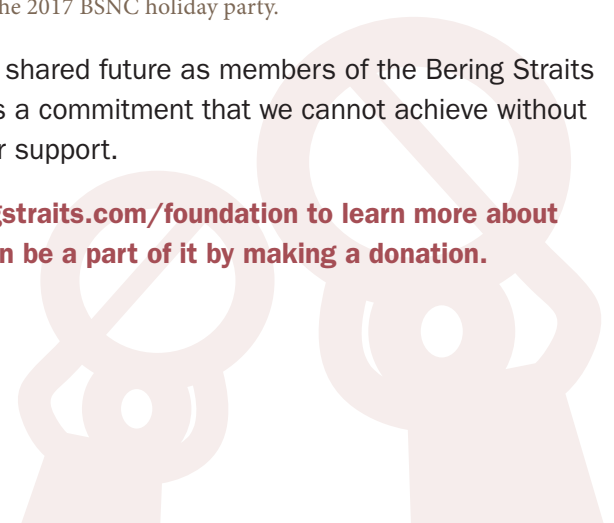 he 2017 BSNC holiday party.
shared future as members of the Bering Straits
s a commitment that we cannot achieve without
r support.
gstraits.com/foundation to learn more about
n be a part of it by making a donation.